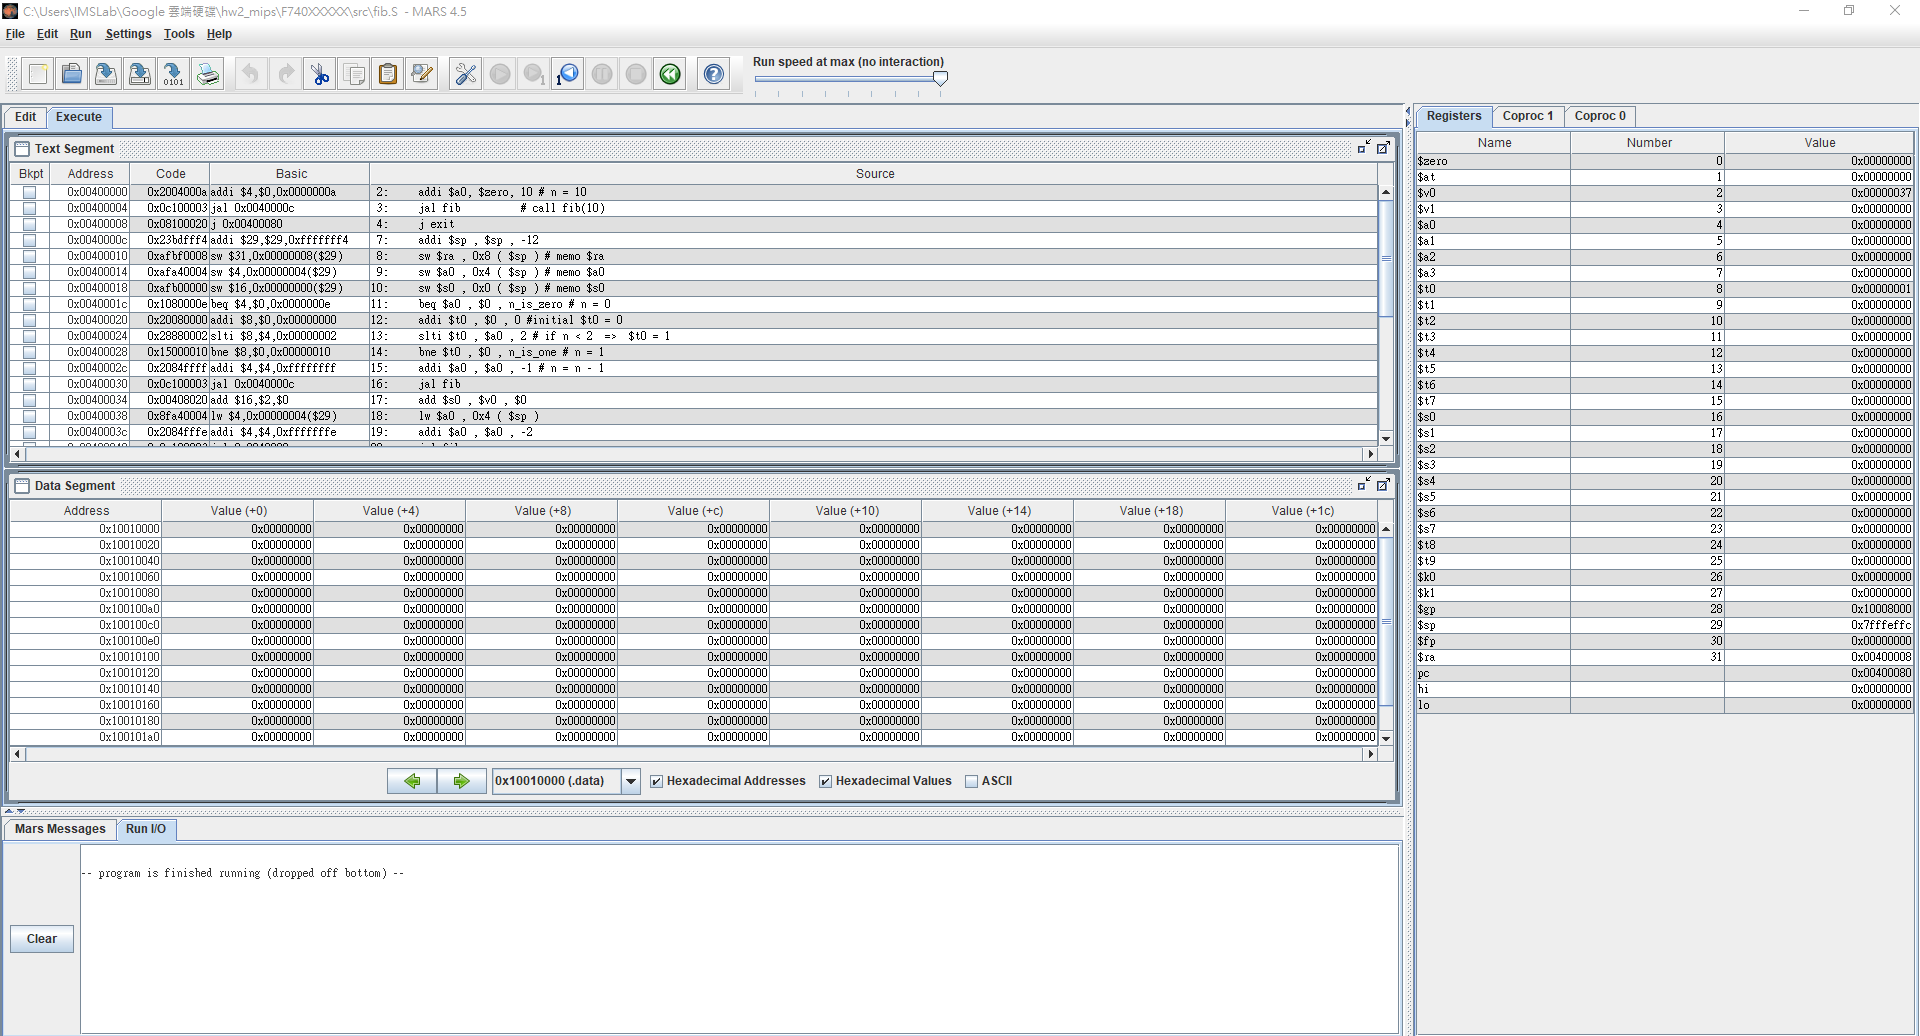 C:\Users\IMSLab\Google 雲端硬碟\hw2_mips\F740XXXXX\src\fib.S - MARS 4.5
File Edit Run Settings Tools Help
Run speed at max (no interaction)
Edit Execute
Text Segment
Bkpt Address Code Basic Source
0x00400000 0x2004000a addi $4,$0,0x0000000a 2: addi $a0, $zero, 10 # n = 10
0x00400004 0x0c100003 jal 0x0040000c 3: jal fib # call fib(10)
0x00400008 0x08100020 j 0x00400080 4: j exit
0x0040000c 0x23bdfff4 addi $29,$29,0xfffffff4 7: addi $sp , $sp , -12
0x00400010 0xafbf0008 sw $31,0x00000008($29) 8: sw $ra , 0x8 ( $sp ) # memo $ra
0x00400014 0xafa40004 sw $4,0x00000004($29) 9: sw $a0 , 0x4 ( $sp ) # memo $a0
0x00400018 0xafb00000 sw $16,0x00000000($29) 10: sw $s0 , 0x0 ( $sp ) # memo $s0
0x0040001c 0x1080000e beq $4,$0,0x0000000e 11: beq $a0 , $0 , n_is_zero # n = 0
0x00400020 0x20080000 addi $8,$0,0x00000000 12: addi $t0 , $0 , 0 #initial $t0 = 0
0x00400024 0x28880002 slti $8,$4,0x00000002 13: slti $t0 , $a0 , 2 # if n < 2 => $t0 = 1
0x00400028 0x15000010 bne $8,$0,0x00000010 14: bne $t0 , $0 , n_is_one # n = 1
0x0040002c 0x2084ffff addi $4,$4,0xffffffff 15: addi $a0 , $a0 , -1 # n = n - 1
0x00400030 0x0c100003 jal 0x0040000c 16: jal fib
0x00400034 0x00408020 add $16,$2,$0 17: add $s0 , $v0 , $0
0x00400038 0x8fa40004 lw $4,0x00000004($29) 18: lw $a0 , 0x4 ( $sp )
0x0040003c 0x2084fffe addi $4,$4,0xfffffffe 19: addi $a0 , $a0 , -2
Data Segment
Address Value (+0) Value (+4) Value (+8) Value (+c) Value (+10) Value (+14) Value (+18) Value (+1c)
0x10010000 0x00000000 0x00000000 0x00000000 0x00000000 0x00000000 0x00000000 0x00000000 0x00000000
0x10010020 0x00000000 0x00000000 0x00000000 0x00000000 0x00000000 0x00000000 0x00000000 0x00000000
0x10010040 0x00000000 0x00000000 0x00000000 0x00000000 0x00000000 0x00000000 0x00000000 0x00000000
0x10010060 0x00000000 0x00000000 0x00000000 0x00000000 0x00000000 0x00000000 0x00000000 0x00000000
0x10010080 0x00000000 0x00000000 0x00000000 0x00000000 0x00000000 0x00000000 0x00000000 0x00000000
0x100100a0 0x00000000 0x00000000 0x00000000 0x00000000 0x00000000 0x00000000 0x00000000 0x00000000
0x100100c0 0x00000000 0x00000000 0x00000000 0x00000000 0x00000000 0x00000000 0x00000000 0x00000000
0x100100e0 0x00000000 0x00000000 0x00000000 0x00000000 0x00000000 0x00000000 0x00000000 0x00000000
0x10010100 0x00000000 0x00000000 0x00000000 0x00000000 0x00000000 0x00000000 0x00000000 0x00000000
0x10010120 0x00000000 0x00000000 0x00000000 0x00000000 0x00000000 0x00000000 0x00000000 0x00000000
0x10010140 0x00000000 0x00000000 0x00000000 0x00000000 0x00000000 0x00000000 0x00000000 0x00000000
0x10010160 0x00000000 0x00000000 0x00000000 0x00000000 0x00000000 0x00000000 0x00000000 0x00000000
0x10010180 0x00000000 0x00000000 0x00000000 0x00000000 0x00000000 0x00000000 0x00000000 0x00000000
0x100101a0 0x00000000 0x00000000 0x00000000 0x00000000 0x00000000 0x00000000 0x00000000 0x00000000
0x10010000 (.data) Hexadecimal Addresses Hexadecimal Values ASCII
Mars Messages Run I/O
-- program is finished running (dropped off bottom) --
Clear
Registers Coproc 1 Coproc 0
Name Number Value
$zero 0 0x00000000
$at 1 0x00000000
$v0 2 0x00000037
$v1 3 0x00000000
$a0 4 0x00000000
$a1 5 0x00000000
$a2 6 0x00000000
$a3 7 0x00000000
$t0 8 0x00000001
$t1 9 0x00000000
$t2 10 0x00000000
$t3 11 0x00000000
$t4 12 0x00000000
$t5 13 0x00000000
$t6 14 0x00000000
$t7 15 0x00000000
$s0 16 0x00000000
$s1 17 0x00000000
$s2 18 0x00000000
$s3 19 0x00000000
$s4 20 0x00000000
$s5 21 0x00000000
$s6 22 0x00000000
$s7 23 0x00000000
$t8 24 0x00000000
$t9 25 0x00000000
$k0 26 0x00000000
$k1 27 0x00000000
$gp 28 0x10008000
$sp 29 0x7fffeffc
$fp 30 0x00000000
$ra 31 0x00400008
pc 0x00400080
hi 0x00000000
lo 0x00000000